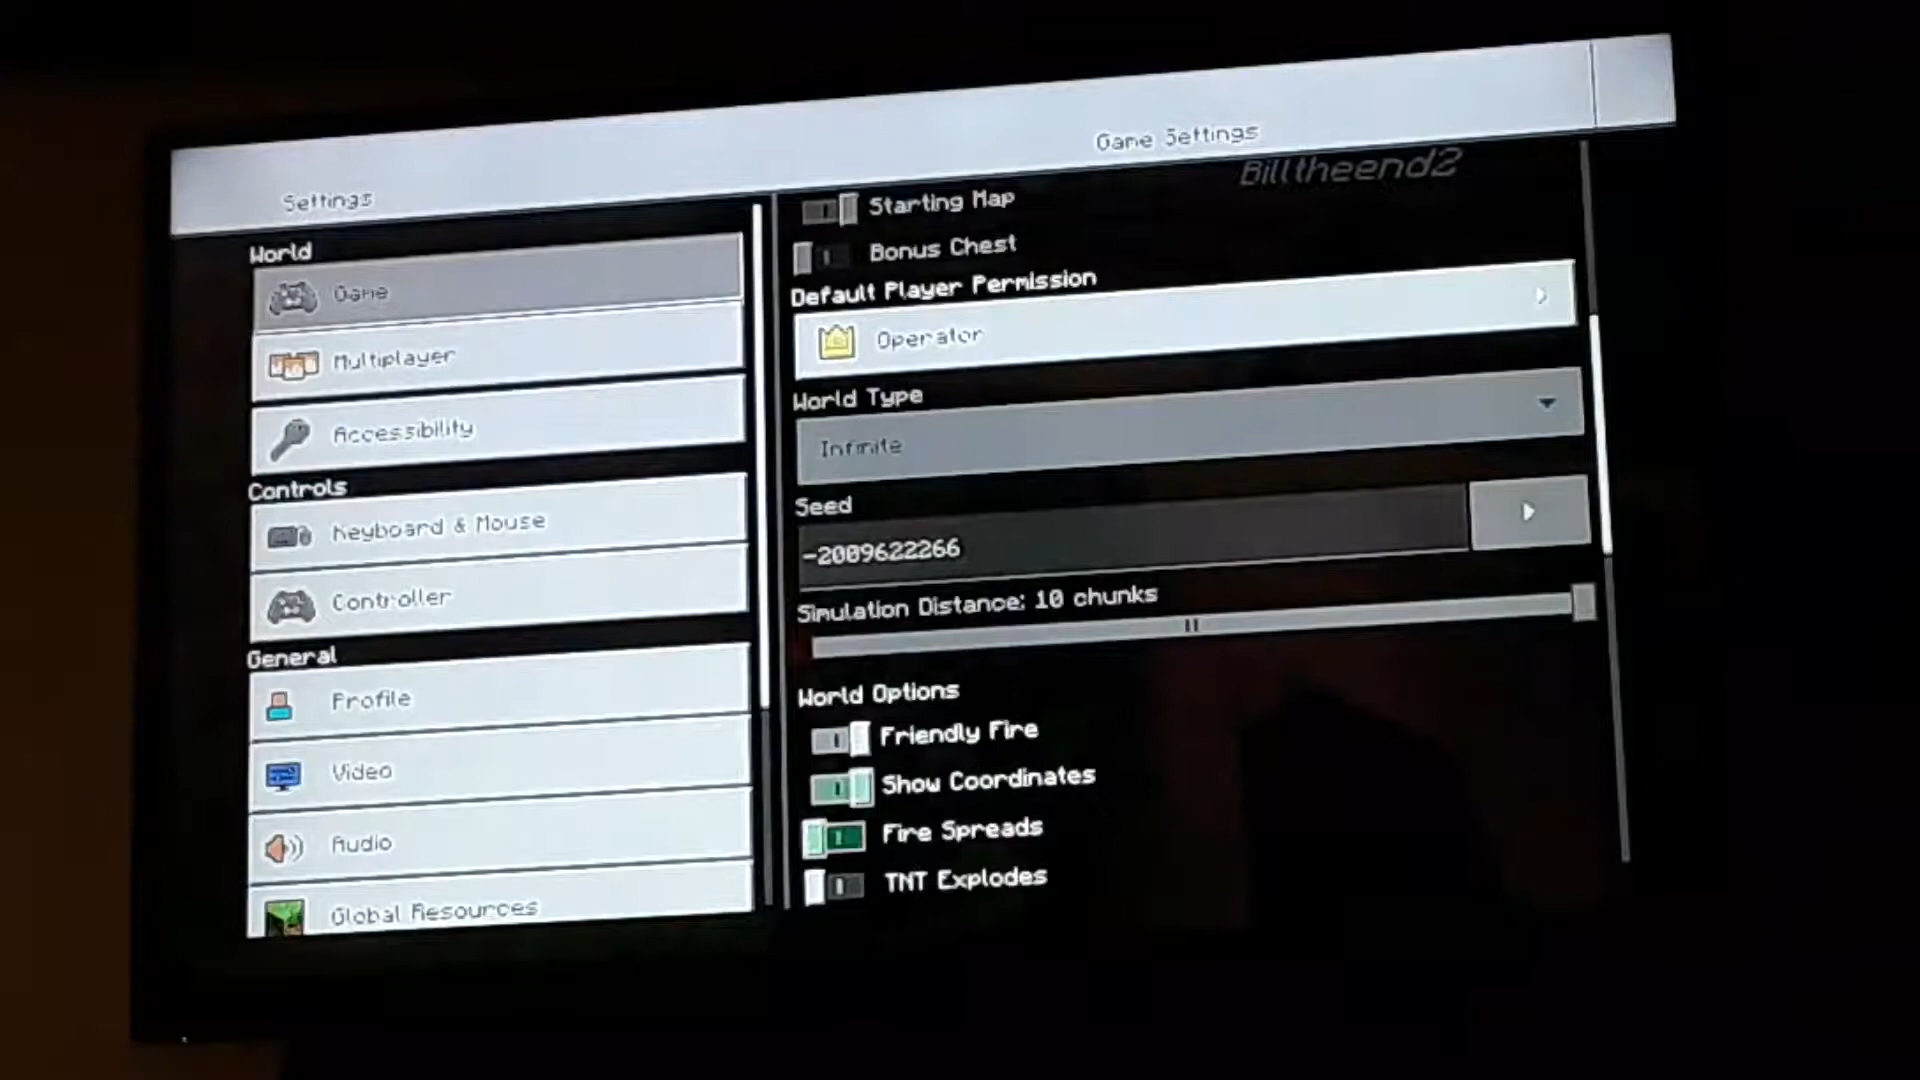 Game Settings
Billtheend2
Settings
World
Game
Multiplayer
Accessibility
Controls
Keyboard & Mouse
Controller
General
Profile
Video
Audio
Global Resources
Starting Map
Bonus Chest
Default Player Permission
Operator
World Type
Infinite
Seed
-2009622266
Simulation Distance: 10 chunks
World Options
Friendly Fire
Show Coordinates
Fire Spreads
TNT Explodes